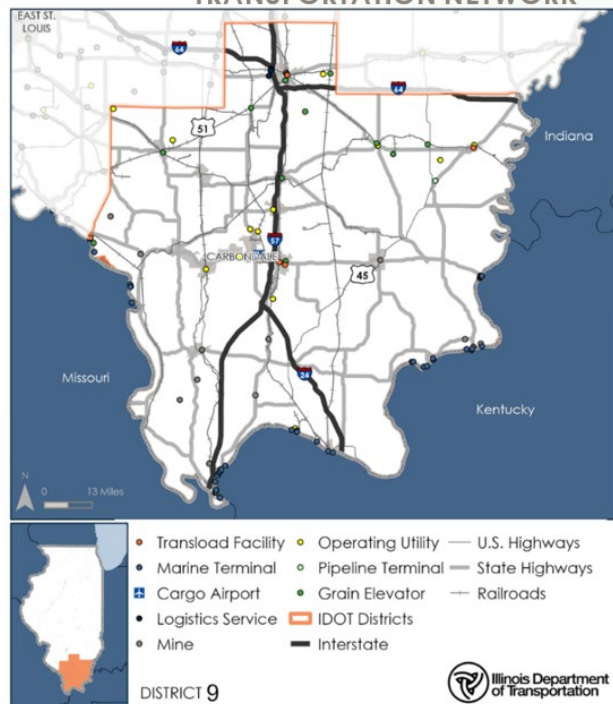 TRANSPORTATION NETWORK
EAST ST.
LOUIS
64
64
51
Indiana
57
CARBONDALE
45
24
Missouri
Kentucky
N
0 13 Miles
Transload Facility
Marine Terminal
Cargo Airport
Logistics Service
Mine
Operating Utility
Pipeline Terminal
Grain Elevator
IDOT Districts
Interstate
U.S. Highways
State Highways
Railroads
DISTRICT 9
Illinois Department
of Transportation